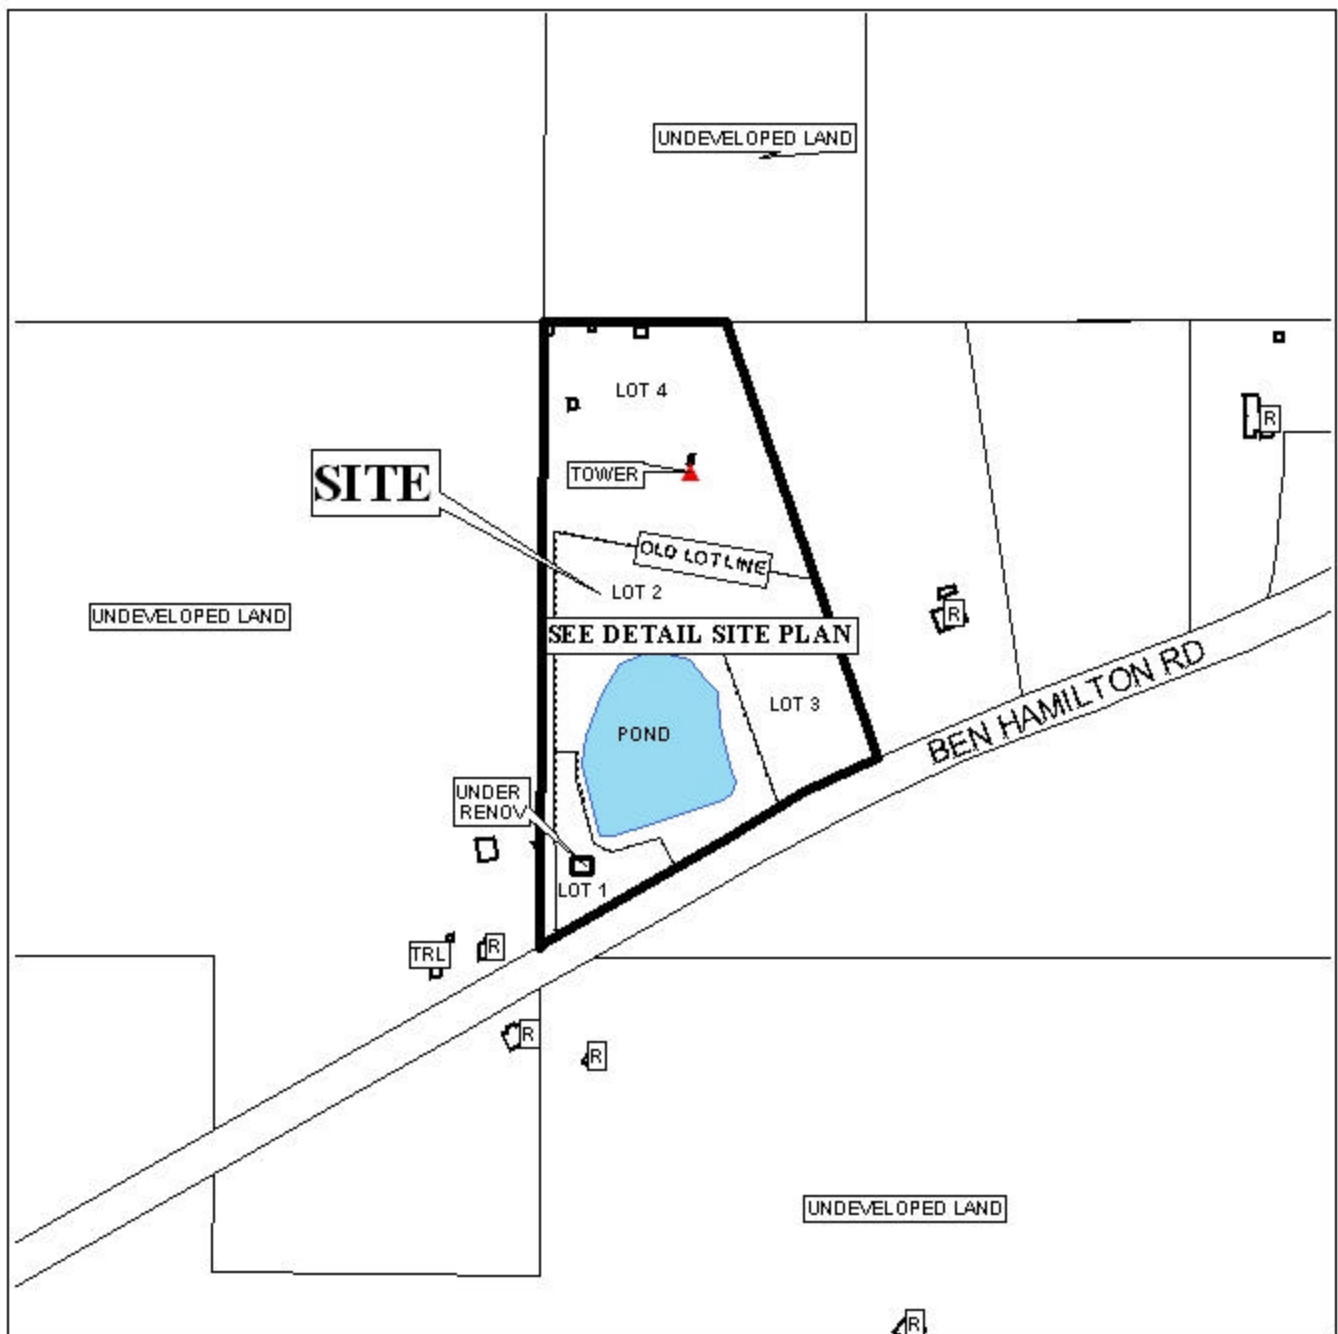 UNDEVELOPED LAND
LOT 4
R
SITE
TOWER
OLD LOT LINE
LOT 2
R
UNDEVELOPED LAND
SEE DETAIL SITE PLAN
BEN HAMILTON RD
LOT 3
POND
UNDER
RENOV
LOT 1
R
TRL
R
R
UNDEVELOPED LAND
R